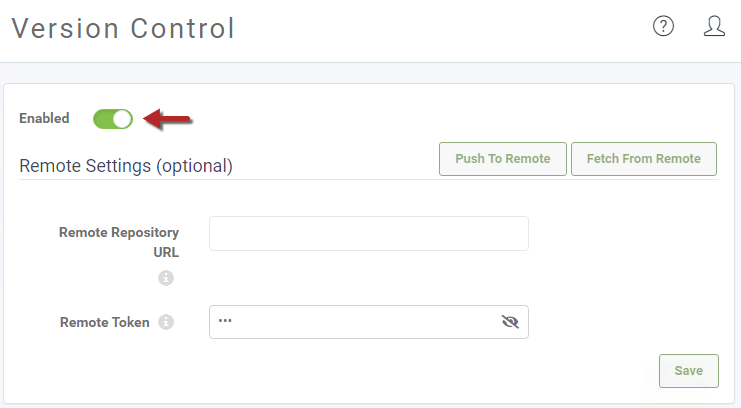 Version Control
Enabled
Remote Settings (optional)
Push To Remote
Fetch From Remote
Remote Repository
URL
Remote Token
•••
Save